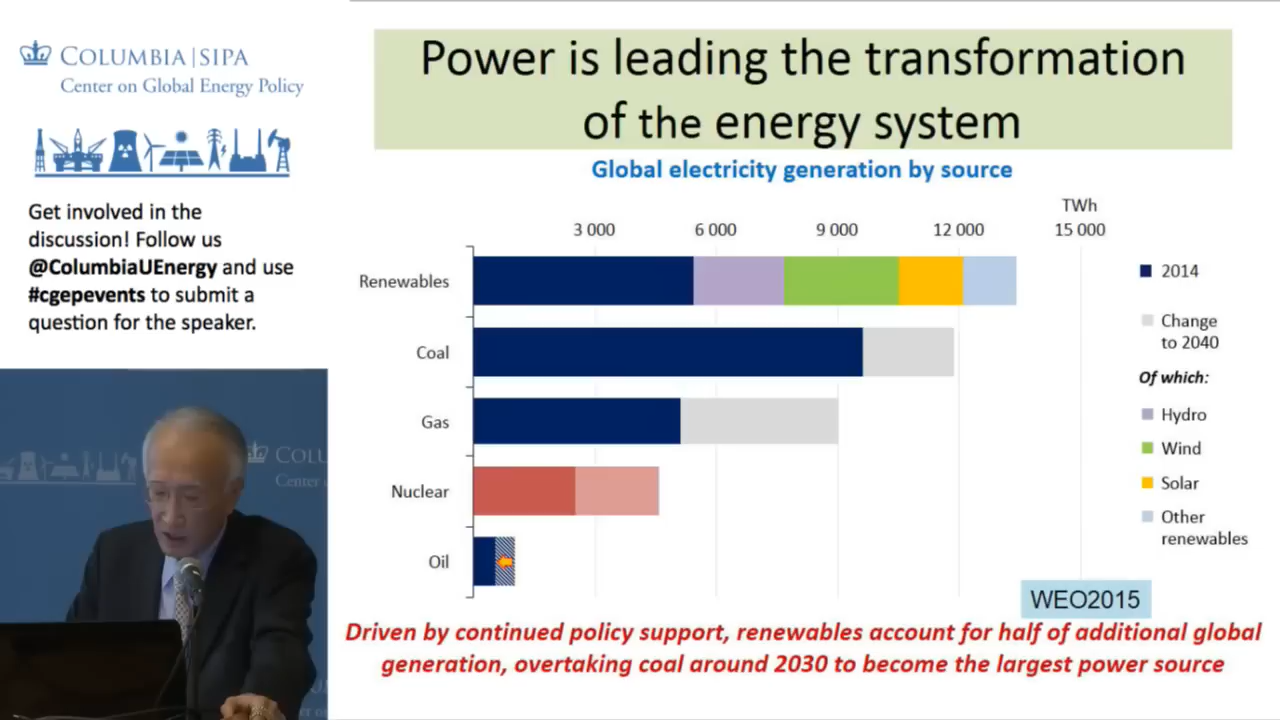 COLUMBIA | SIPA
Center on Global Energy Policy
Get involved in the
discussion! Follow us
@ColumbiaUEnergy and use
#cgepevents to submit a
question for the speaker.
Power is leading the transformation
of the energy system
Global electricity generation by source
TWh
3 000 6 000 9 000 12 000 15 000
Renewables
Coal
Gas
Nuclear
Oil
2014
Change
to 2040
Of which:
Hydro
Wind
Solar
Other
renewables
WEO2015
Driven by continued policy support, renewables account for half of additional global
generation, overtaking coal around 2030 to become the largest power source
COLU
Center